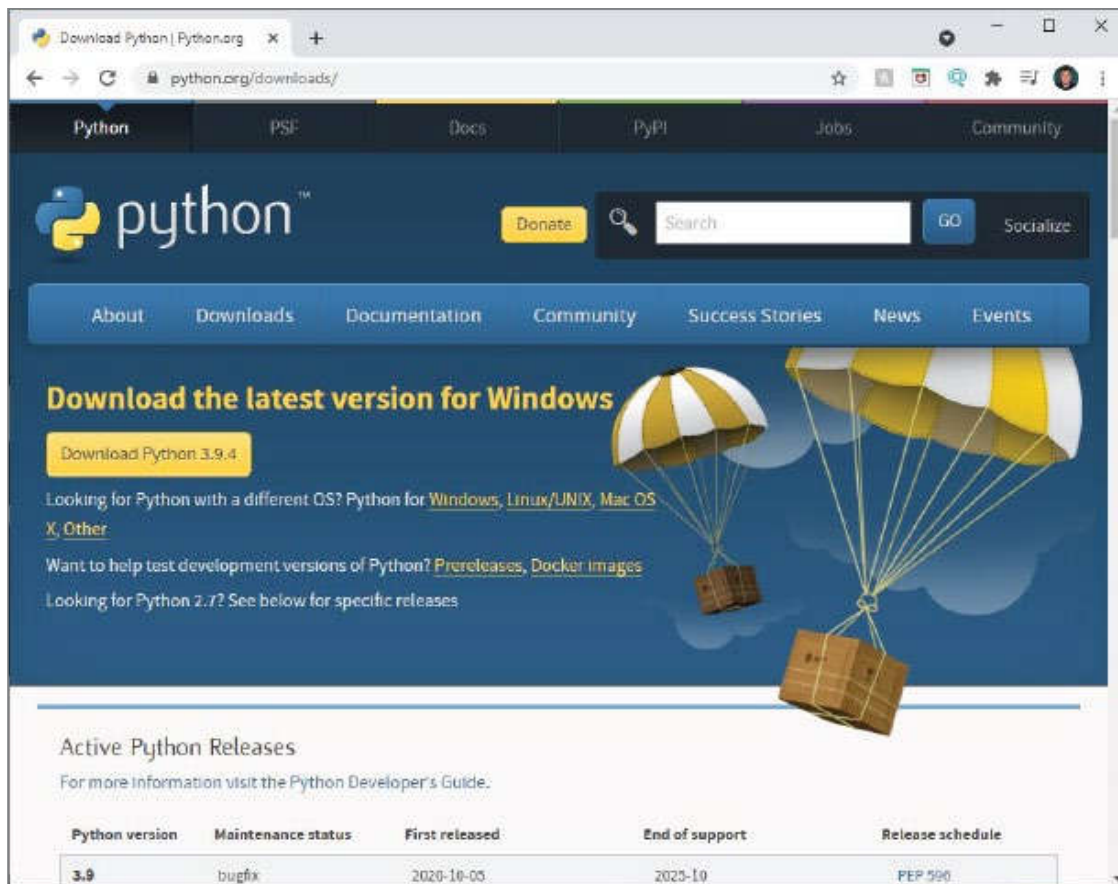 Download Python | Python.org
python.org/downloads/
Python PSF Docs PyPI Jobs Community
python™
Donate Search GO Socialize
About Downloads Documentation Community Success Stories News Events
Download the latest version for Windows
Download Python 3.9.4
Looking for Python with a different OS? Python for Windows, Linux/UNIX, Mac OS
X, Other
Want to help test development versions of Python? Prereleases, Docker images
Looking for Python 2.7? See below for specific releases
Active Python Releases
For more information visit the Python Developer's Guide.
Python version Maintenance status First released End of support Release schedule
3.9 bugfix 2020-10-05 2025-10 PEP 596